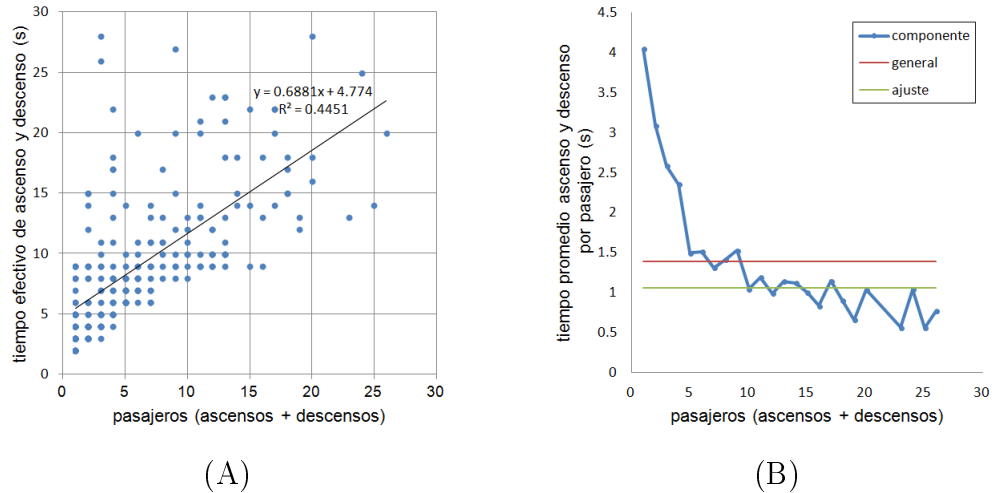 30
25
20
15
10
5
0
tiempo efectivo de ascenso y descenso (s)
y = 0.6881x + 4.774
R² = 0.4451
0 5 10 15 20 25 30
pasajeros (ascensos + descensos)
(A)
4.5
4
3.5
3
2.5
2
1.5
1
0.5
0
tiempo promedio ascenso y descenso
por pasajero (s)
componente
general
ajuste
0 5 10 15 20 25 30
pasajeros (ascensos + descensos)
(B)